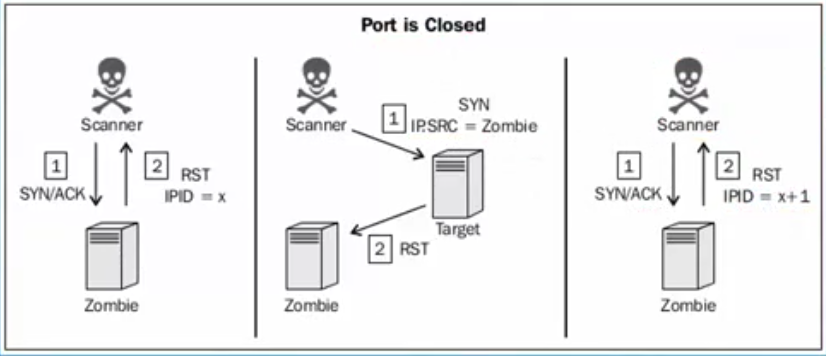 Port is Closed
Scanner
1
2
SYN/ACK
RST
IPID = x
Zombie
Scanner
1
SYN
IP.SRC = Zombie
Target
2
RST
Zombie
Scanner
1
2
SYN/ACK
RST
IPID = x+1
Zombie